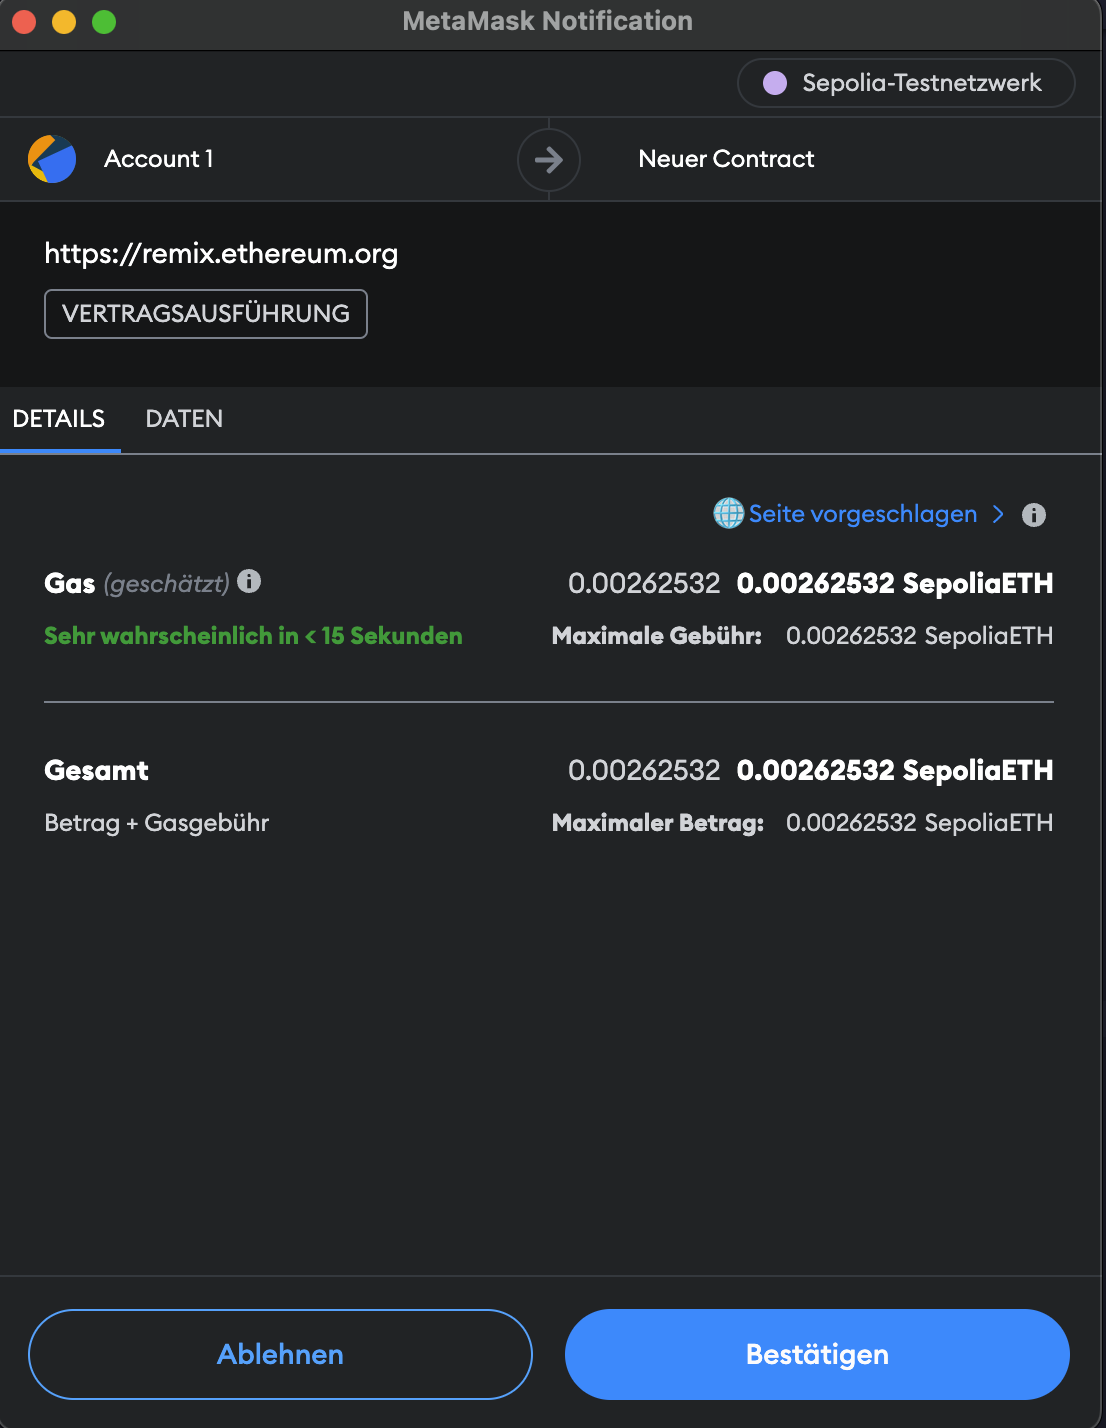 MetaMask Notification
Sepolia-Testnetzwerk
Account 1
Neuer Contract
https://remix.ethereum.org
VERTRAGSAUSFÜHRUNG
DETAILS DATEN
Seite vorgeschlagen
Gas (geschätzt) 0.00262532 0.00262532 SepoliaETH
Sehr wahrscheinlich in < 15 Sekunden Maximale Gebühr: 0.00262532 SepoliaETH
Gesamt 0.00262532 0.00262532 SepoliaETH
Betrag + Gasgebühr Maximaler Betrag: 0.00262532 SepoliaETH
Ablehnen Bestätigen